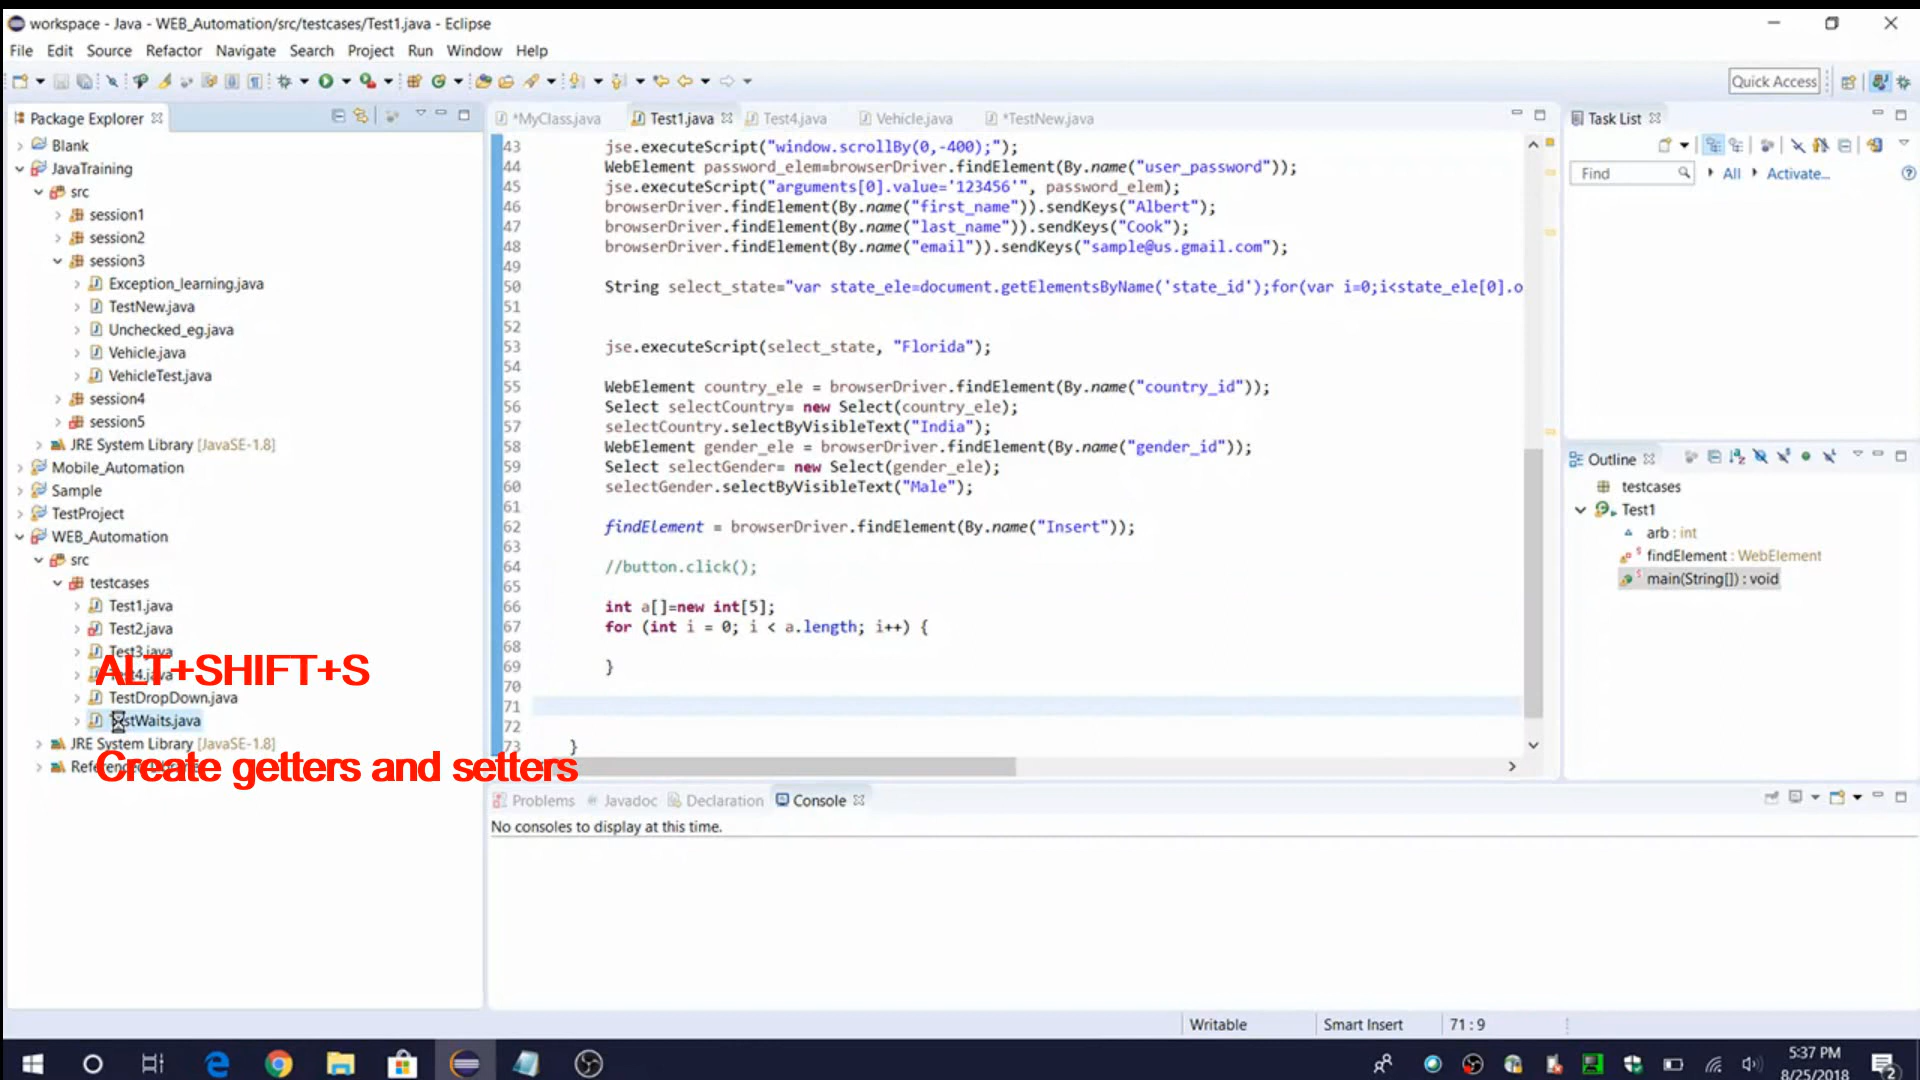 workspace - Java - WEB_Automation/src/testcases/Test1.java - Eclipse
File Edit Source Refactor Navigate Search Project Run Window Help
Quick Access
Package Explorer
Blank
JavaTraining
src
session1
session2
session3
Exception_learning.java
TestNew.java
Unchecked_eg.java
Vehicle.java
VehicleTest.java
session4
session5
JRE System Library [JavaSE-1.8]
Mobile_Automation
Sample
TestProject
WEB_Automation
src
testcases
Test1.java
Test2.java
Test3.java
ALT+SHIFT+S
TestDropDown.java
JRE System Library [JavaSE-1.8]
Create getters and setters
*MyClass.java Test1.java Test4.java Vehicle.java *TestNew.java
43 jse.executeScript("window.scrollBy(0,-400);");
44 WebElement password_elem=browserDriver.findElement(By.name("user_password"));
45 jse.executeScript("arguments[0].value='123456'", password_elem);
46 browserDriver.findElement(By.name("first_name")).sendKeys("Albert");
47 browserDriver.findElement(By.name("last_name")).sendKeys("Cook");
48 browserDriver.findElement(By.name("email")).sendKeys("sample@us.gmail.com");
49
50 String select_state="var state_ele=document.getElementsByName('state_id');for(var i=0;i<state_ele[0].o
51
52
53 jse.executeScript(select_state, "Florida");
54
55 WebElement country_ele = browserDriver.findElement(By.name("country_id"));
56 Select selectCountry= new Select(country_ele);
57 selectCountry.selectByVisibleText("India");
58 WebElement gender_ele = browserDriver.findElement(By.name("gender_id"));
59 Select selectGender= new Select(gender_ele);
60 selectGender.selectByVisibleText("Male");
61
62 findElement = browserDriver.findElement(By.name("Insert"));
63
64 //button.click();
65
66 int a[]=new int[5];
67 for (int i = 0; i < a.length; i++) {
68
69 }
70
71
72
73 }
Task List
Find All Activate...
Outline
testcases
Test1
arb : int
findElement : WebElement
main(String[]) : void
Problems Javadoc Declaration Console
No consoles to display at this time.
Writable Smart Insert 71 : 9
5:37 PM
8/25/2018
2